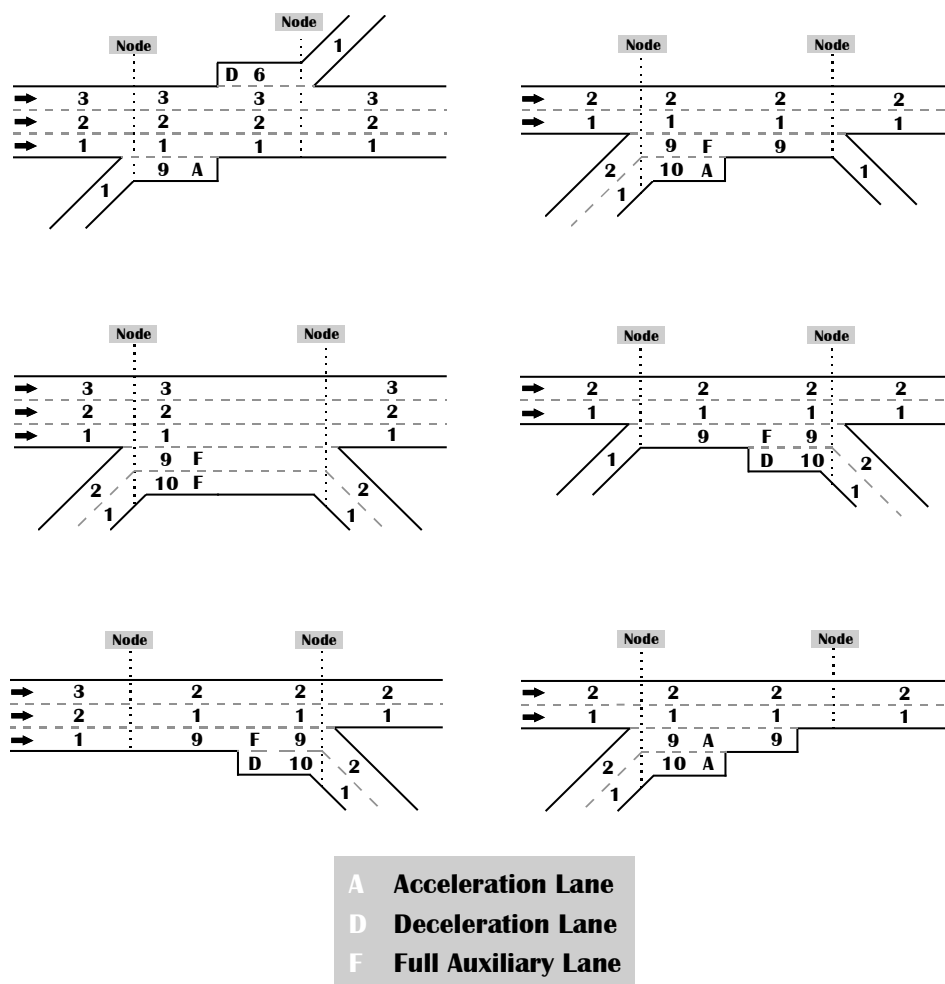 Node Node
1
D 6
3 3 3 3
2 2 2 2
1 1 1 1
9 A
1
Node Node
2 2 2 2
1 1 1 1
9 F 9
2 10 A 1
1
Node Node
3 3 3
2 2 2
1 1 1
9 F
2 10 F 2
1 1
Node Node
2 2 2 2
1 1 1 1
9 F 9
1 D 10 2
1
Node Node
3 2 2 2
2 1 1 1
1 9 F 9
D 10 2
1
Node Node
2 2 2 2
1 1 1 1
9 A 9
2 10 A
1
A Acceleration Lane
D Deceleration Lane
F Full Auxiliary Lane